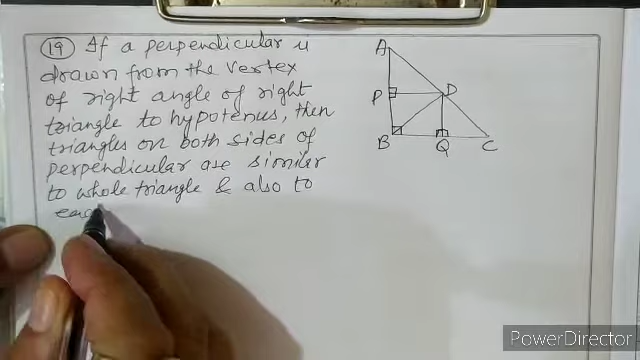 19 If a perpendicular is
drawn from the vertex
of right angle of right
triangle to hypotenus, then
triangles on both sides of
perpendicular are similar
to whole triangle & also to
eac
A
P
D
B
Q
C
PowerDirector